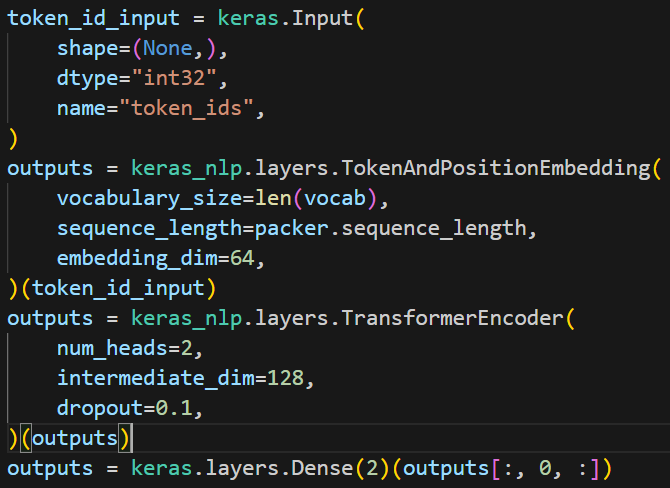 token_id_input = keras.Input(
    shape=(None,),
    dtype="int32",
    name="token_ids",
)
outputs = keras_nlp.layers.TokenAndPositionEmbedding(
    vocabulary_size=len(vocab),
    sequence_length=packer.sequence_length,
    embedding_dim=64,
)(token_id_input)
outputs = keras_nlp.layers.TransformerEncoder(
    num_heads=2,
    intermediate_dim=128,
    dropout=0.1,
)(outputs)
outputs = keras.layers.Dense(2)(outputs[:, 0, :])